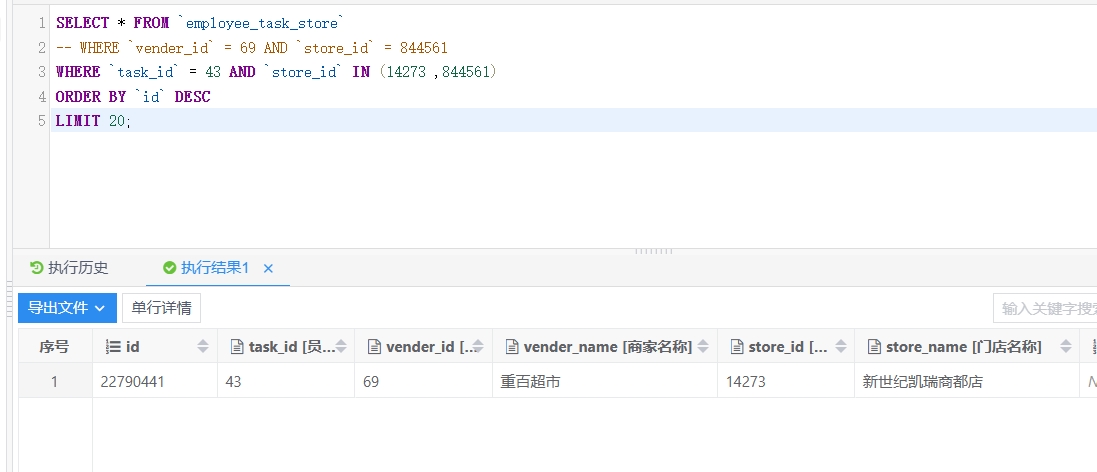 1 SELECT * FROM `employee_task_store`
2 -- WHERE `vender_id` = 69 AND `store_id` = 844561
3 WHERE `task_id` = 43 AND `store_id` IN (14273 ,844561)
4 ORDER BY `id` DESC
5 LIMIT 20;
执行历史 执行结果1 ×
导出文件 单行详情 输入关键字搜索
序号 id task_id [员... vender_id [... vender_name [商家名称] store_id [... store_name [门店名称]
1 22790441 43 69 重百超市 14273 新世纪凯瑞商都店